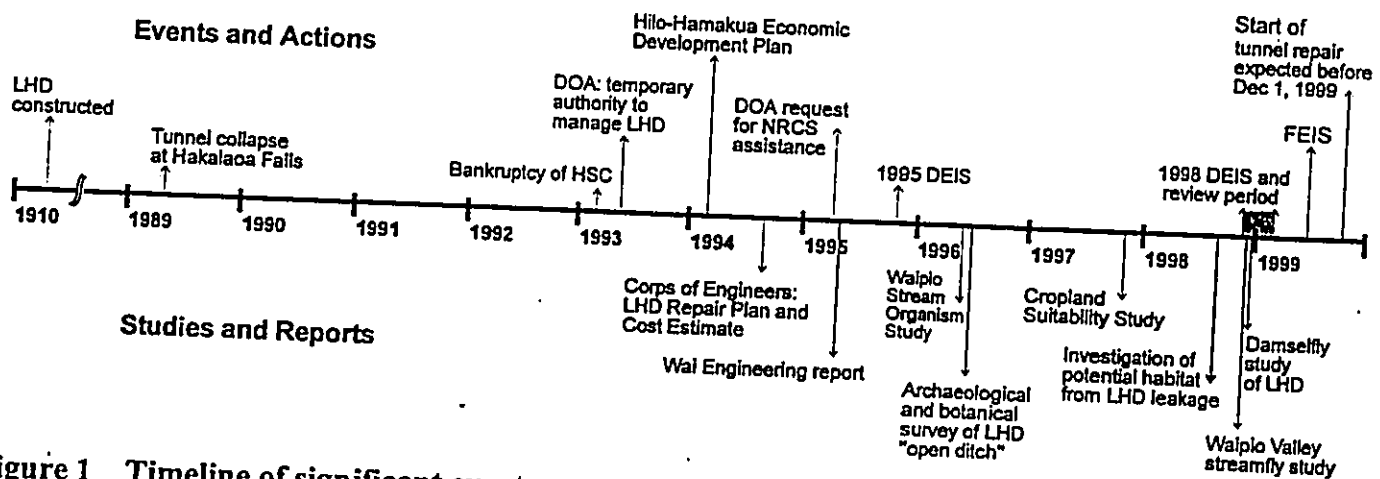 Events and Actions
LHD
constructed
Tunnel collapse
at Hakalaoa Falls
Bankruptcy of HSC
DOA: temporary
authority to
manage LHD
Hilo-Hamakua Economic
Development Plan
DOA request
for NRCS
assistance
1995 DEIS
1998 DEIS and
review period
FEIS
Start of
tunnel repair
expected before
Dec 1, 1999
1910
1989
1990
1991
1992
1993
1994
1995
1996
1997
1998
1999
Studies and Reports
Corps of Engineers:
LHD Repair Plan and
Cost Estimate
Wai Engineering report
Waipio
Stream
Organism
Study
Archaeological
and botanical
survey of LHD
"open ditch"
Cropland
Suitability Study
Investigation of
potential habitat
from LHD leakage
Damselfly
study
of LHD
Waipio Valley
streamfly study
igure 1 Timeline of significant